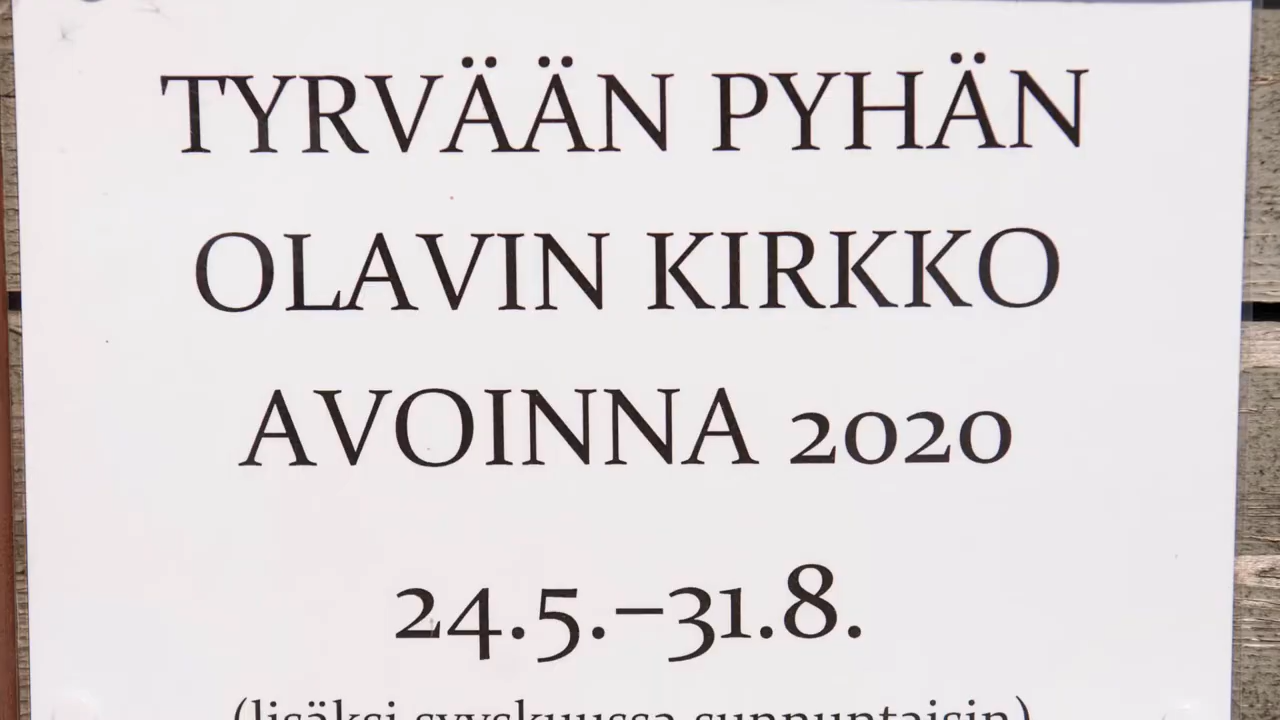 TYRVÄÄN PYHÄN
OLAVIN KIRKKO
AVOINNA 2020
24.5.–31.8.
(lisäksi syyskuussa sunnuntaisin)